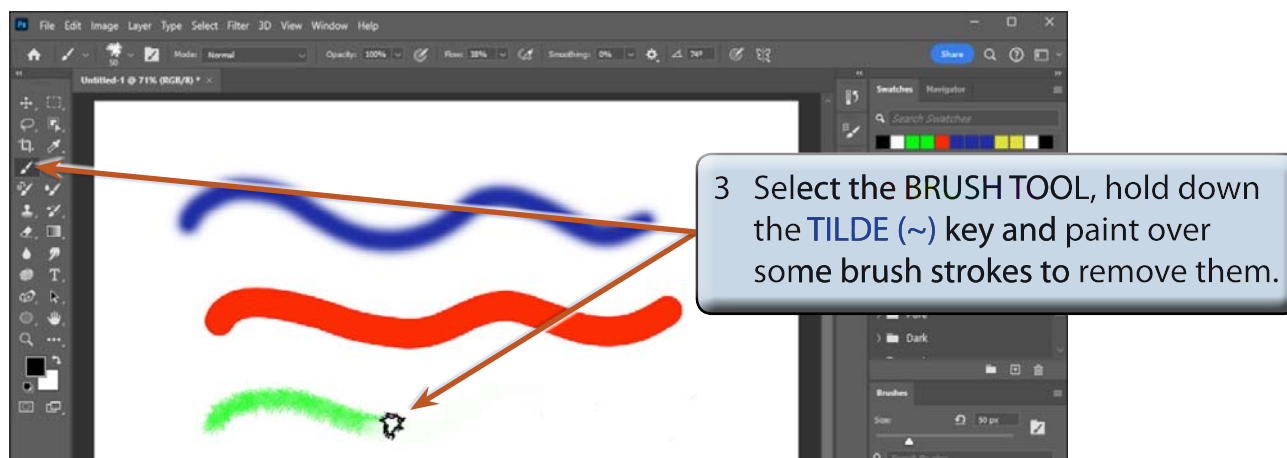 Ps File Edit Image Layer Type Select Filter 3D View Window Help
50 Mode: Normal Opacity: 100% Flow: 38% Smoothing: 0% 74° Share
Untitled-1 @ 71% (RGB/8) * ×
Swatches Navigator
Search Swatches
3 Select the BRUSH TOOL, hold down
the TILDE (~) key and paint over
some brush strokes to remove them.
Dark
Brushes
Size: 50 px